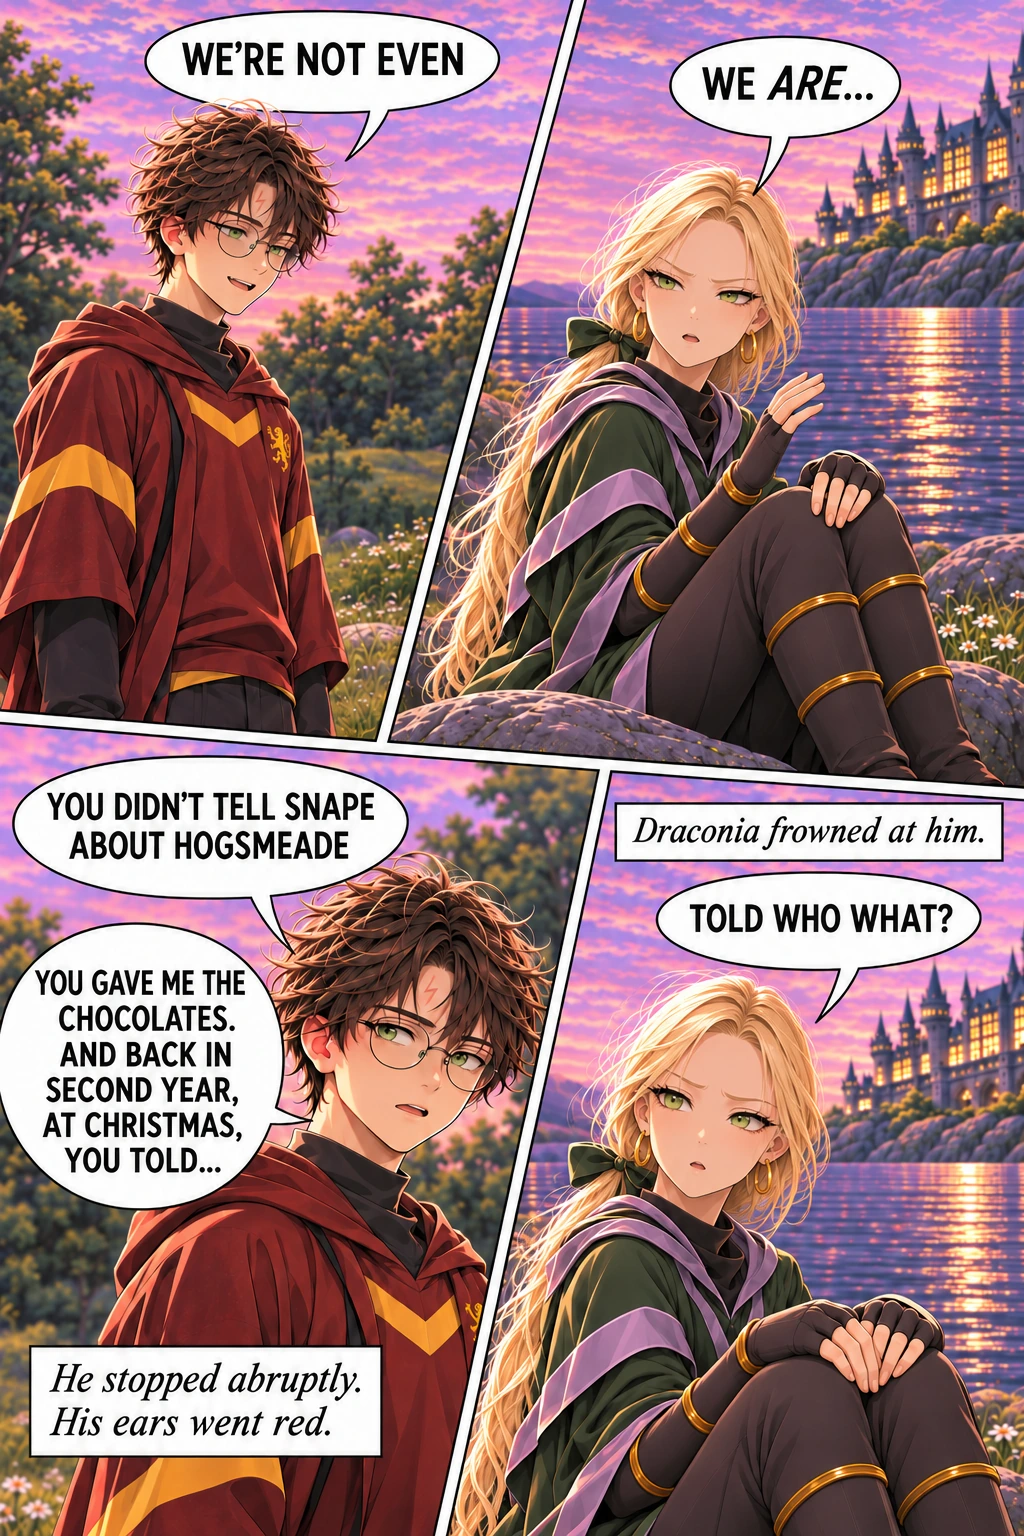 WE'RE NOT EVEN
WE ARE...
YOU DIDN'T TELL SNAPE
ABOUT HOGSMEADE
YOU GAVE ME THE
CHOCOLATES.
AND BACK IN
SECOND YEAR,
AT CHRISTMAS,
YOU TOLD...
He stopped abruptly.
His ears went red.
Draconia frowned at him.
TOLD WHO WHAT?